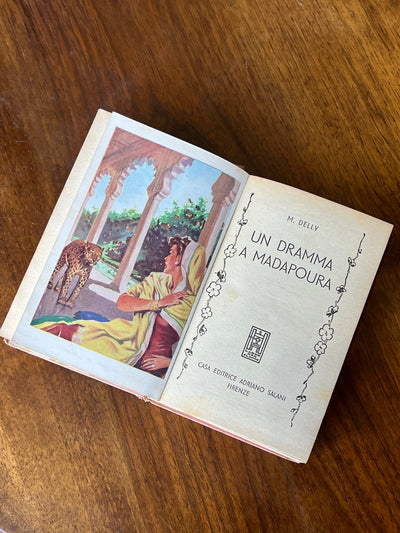 M. DELLY
UN DRAMMA
A MADAPOURA
CASA EDITRICE ADRIANO SALANI
FIRENZE